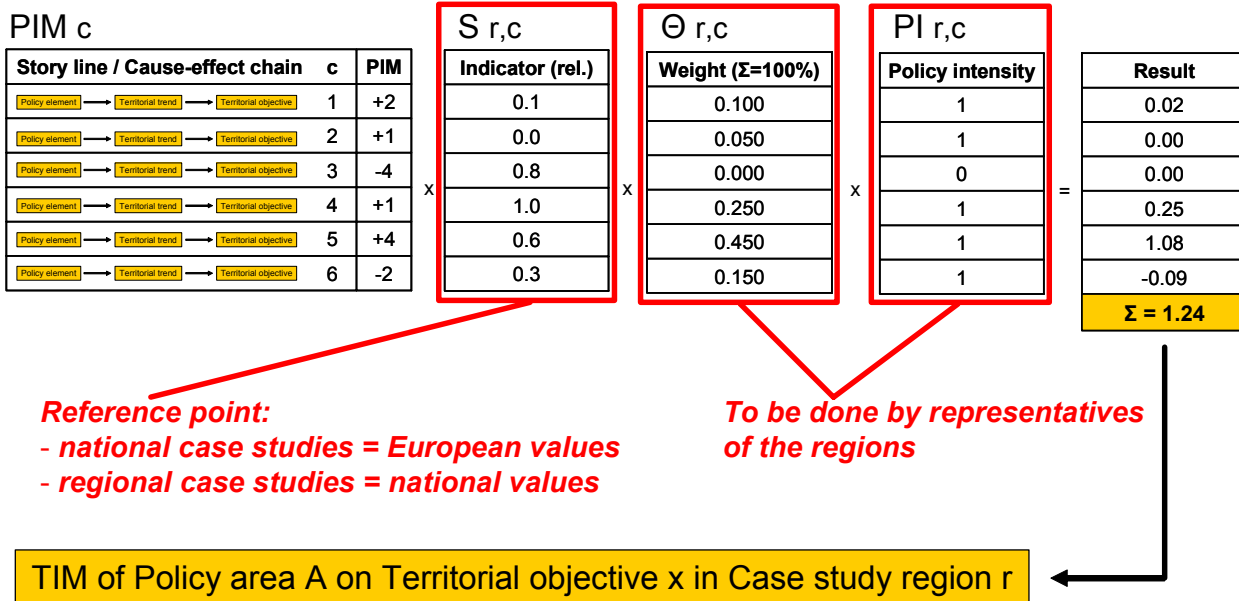 PIM c S r,c Θ r,c PI r,c
Story line / Cause-effect chain c PIM Indicator (rel.) Weight (Σ=100%) Policy intensity Result
Policy element Territorial trend Territorial objective 1 +2 0.1 0.100 1 0.02
Policy element Territorial trend Territorial objective 2 +1 0.0 0.050 1 0.00
Policy element Territorial trend Territorial objective 3 -4 x 0.8 x 0.000 x 0 = 0.00
Policy element Territorial trend Territorial objective 4 +1 1.0 0.250 1 0.25
Policy element Territorial trend Territorial objective 5 +4 0.6 0.450 1 1.08
Policy element Territorial trend Territorial objective 6 -2 0.3 0.150 1 -0.09
Σ = 1.24
Reference point:
- national case studies = European values
- regional case studies = national values
To be done by representatives
of the regions
TIM of Policy area A on Territorial objective x in Case study region r